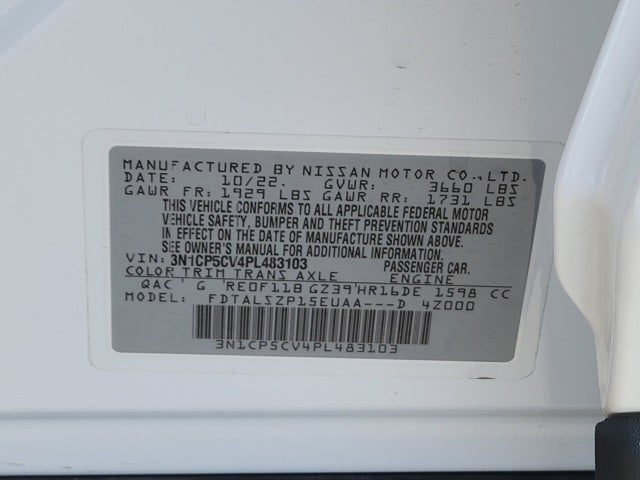 MANUFACTURED BY NISSAN MOTOR CO., LTD.
DATE: 10/22. GVWR: 3660 LBS
GAWR FR: 1929 LBS GAWR RR: 1731 LBS
THIS VEHICLE CONFORMS TO ALL APPLICABLE FEDERAL MOTOR
VEHICLE SAFETY, BUMPER AND THEFT PREVENTION STANDARDS
IN EFFECT ON THE DATE OF MANUFACTURE SHOWN ABOVE.
SEE OWNER'S MANUAL FOR ADDITIONAL INFORMATION.
VIN: 3N1CP5CV4PL483103 PASSENGER CAR.
COLOR TRIM TRANS AXLE ENGINE
QAC ' G 'RE0F11B GZ39'HR16DE 1598 CC
MODEL: FDTALSZP15EUAA---D 4Z000
3N1CP5CV4PL483103